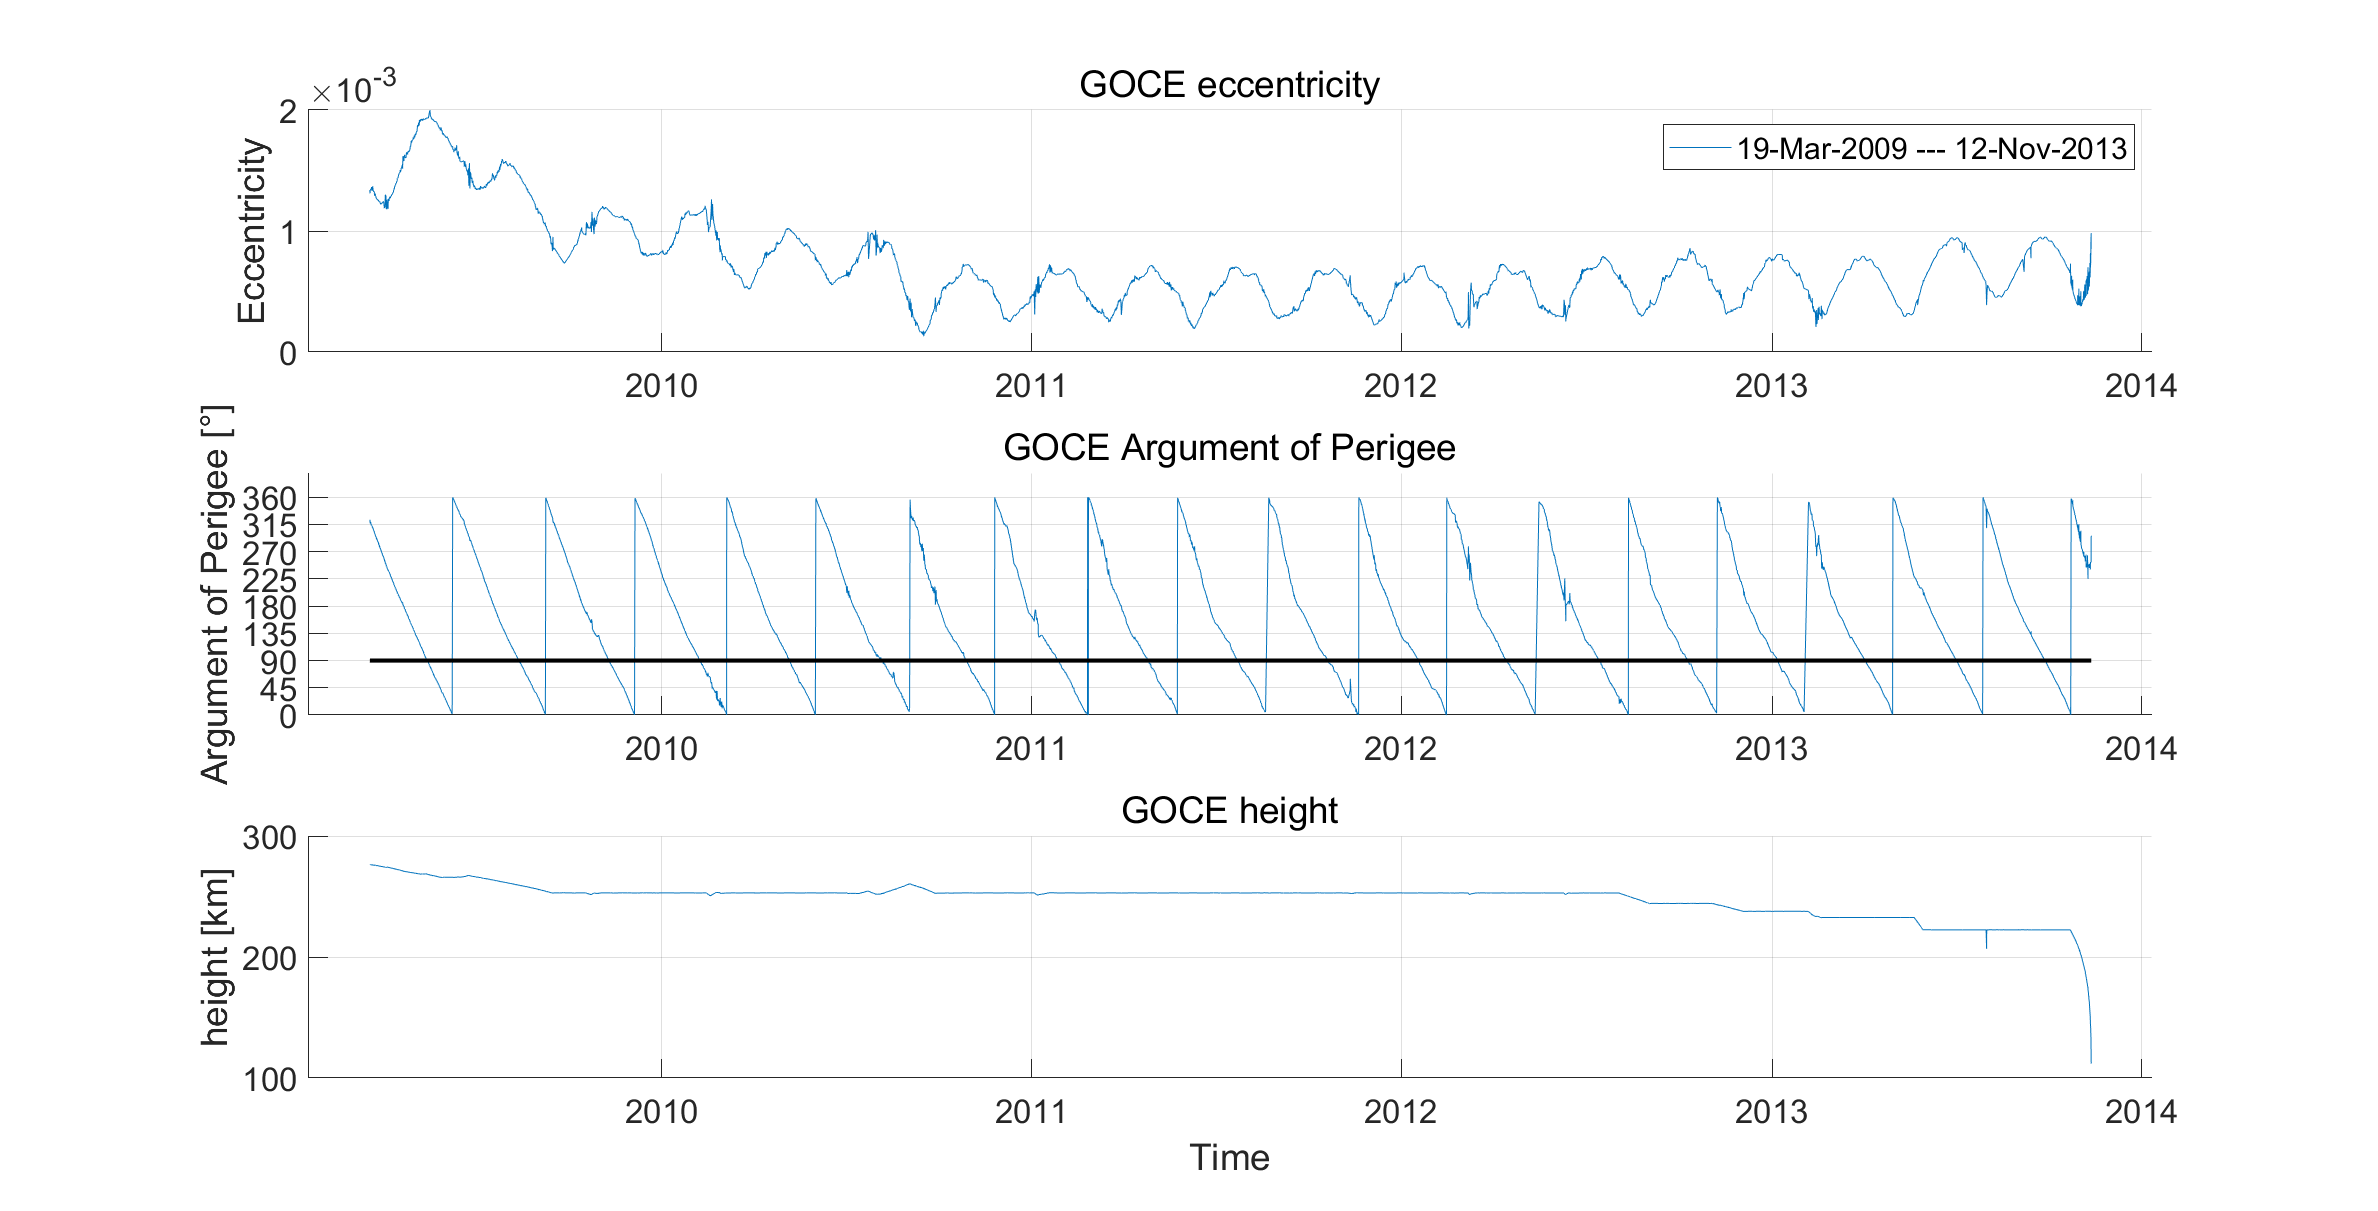 GOCE eccentricity
×10-3
Eccentricity
2
1
0
19-Mar-2009 --- 12-Nov-2013
2010 2011 2012 2013 2014
GOCE Argument of Perigee
Argument of Perigee [°]
360
315
270
225
180
135
90
45
0
2010 2011 2012 2013 2014
GOCE height
height [km]
300
200
100
2010 2011 2012 2013 2014
Time